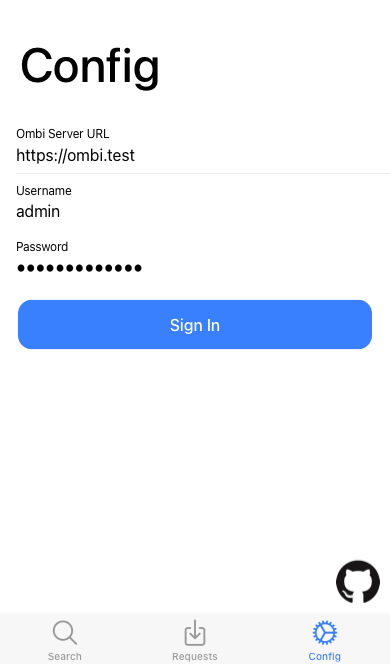 Config
Ombi Server URL
https://ombi.test
Username
admin
Password
•••••••••••••
Sign In
Search
Requests
Config